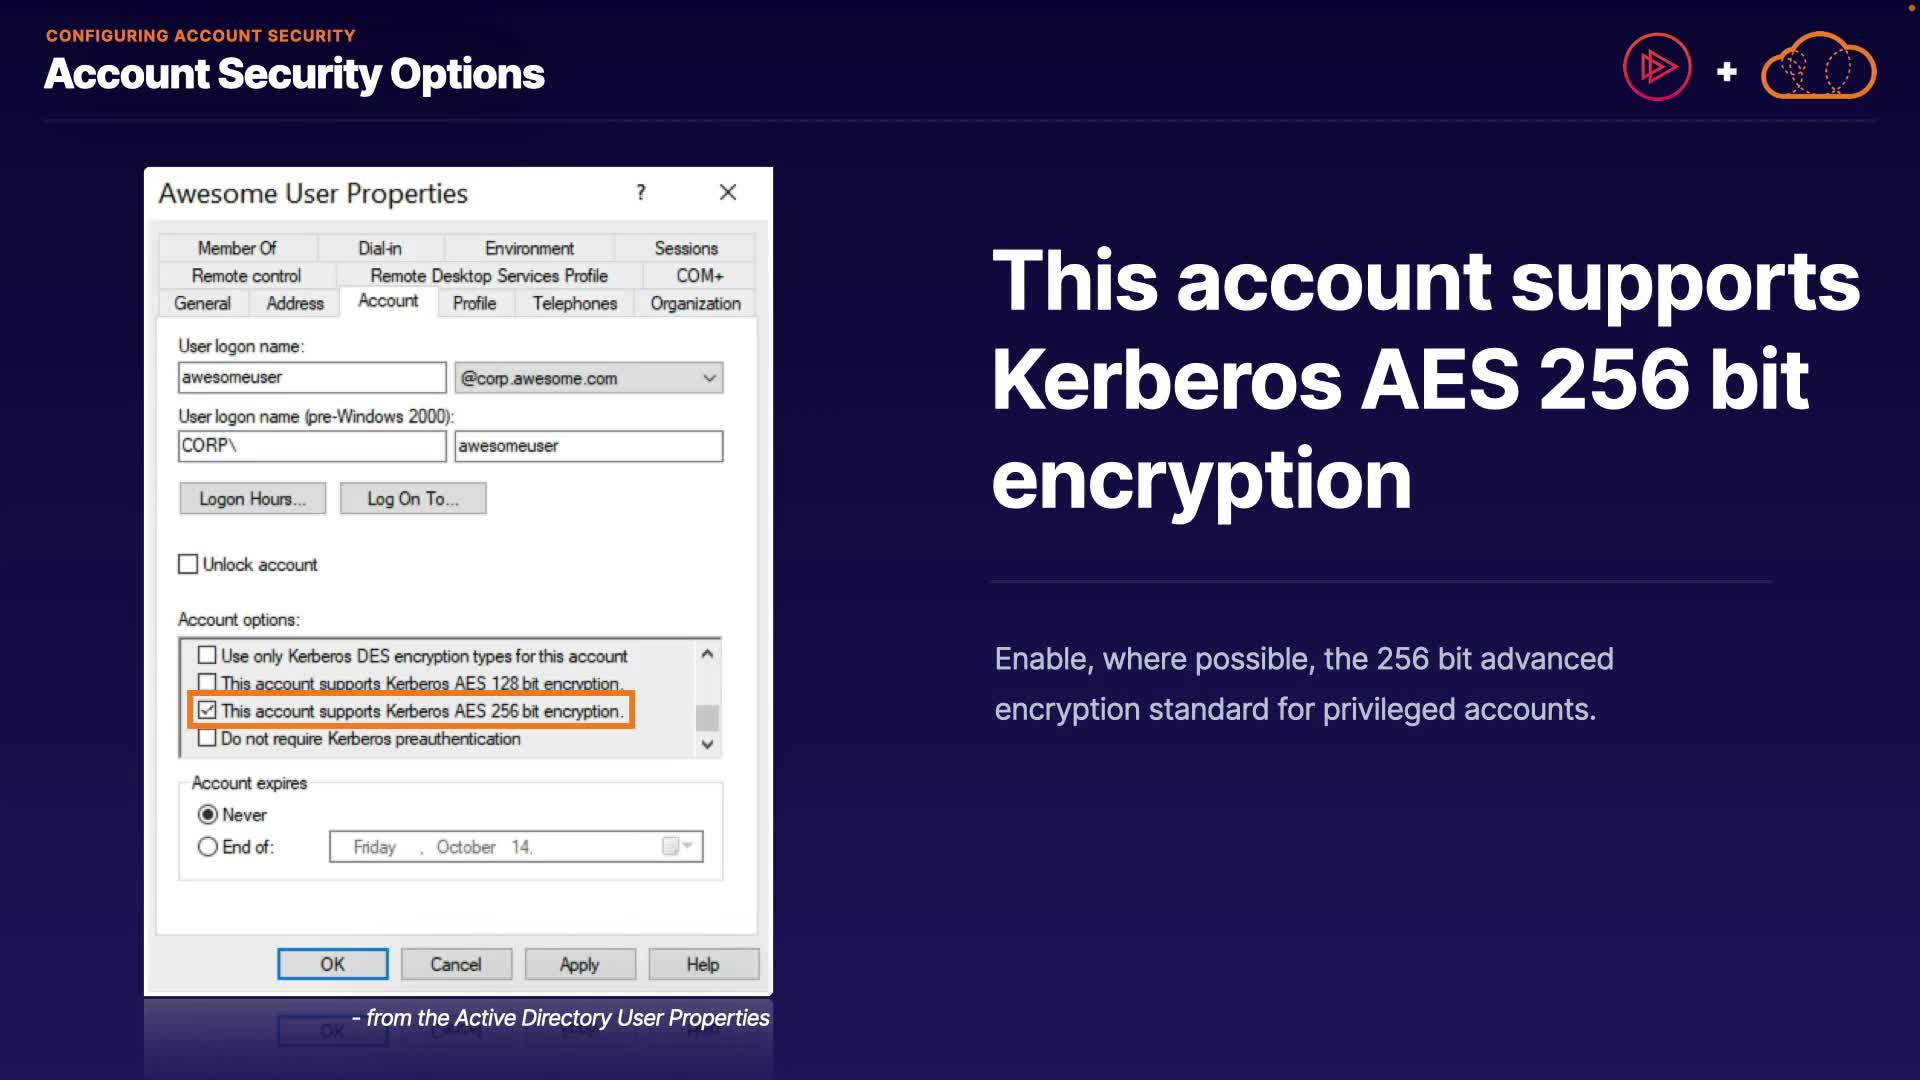 CONFIGURING ACCOUNT SECURITY
Account Security Options
+
Awesome User Properties ?
Member Of Dial-in Environment Sessions
Remote control Remote Desktop Services Profile COM+
General Address Account Profile Telephones Organization
User logon name:
awesomeuser @corp.awesome.com
User logon name (pre-Windows 2000):
CORP\ awesomeuser
Logon Hours... Log On To...
Unlock account
Account options:
Use only Kerberos DES encryption types for this account
This account supports Kerberos AES 128 bit encryption.
This account supports Kerberos AES 256 bit encryption.
Do not require Kerberos preauthentication
Account expires
Never
End of: Friday , October 14,
OK Cancel Apply Help
- from the Active Directory User Properties
This account supports
Kerberos AES 256 bit
encryption
Enable, where possible, the 256 bit advanced
encryption standard for privileged accounts.